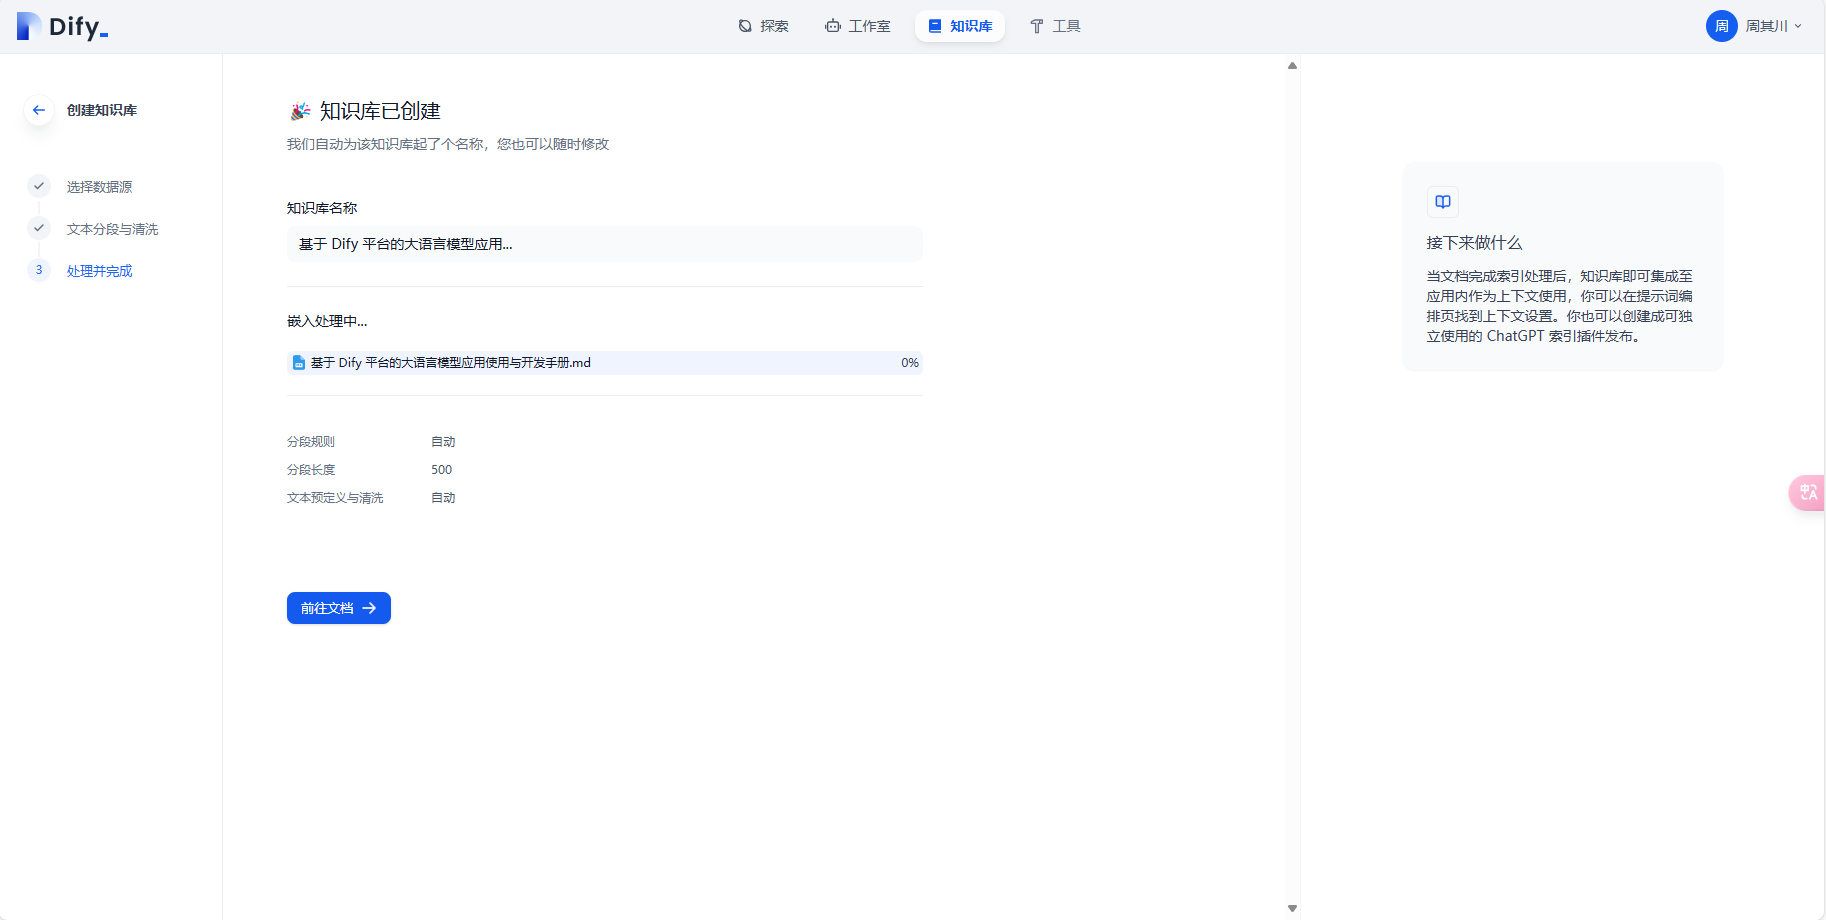 Dify_
探索
工作室
知识库
工具
周
周其川
创建知识库
选择数据源
文本分段与清洗
3
处理并完成
知识库已创建
我们自动为该知识库起了个名称，您也可以随时修改
知识库名称
基于 Dify 平台的大语言模型应用...
嵌入处理中...
基于 Dify 平台的大语言模型应用使用与开发手册.md
0%
分段规则 自动
分段长度 500
文本预定义与清洗 自动
前往文档
接下来做什么
当文档完成索引处理后，知识库即可集成至
应用内作为上下文使用，你可以在提示词编
排页找到上下文设置。你也可以创建成可独
立使用的 ChatGPT 索引插件发布。
中A